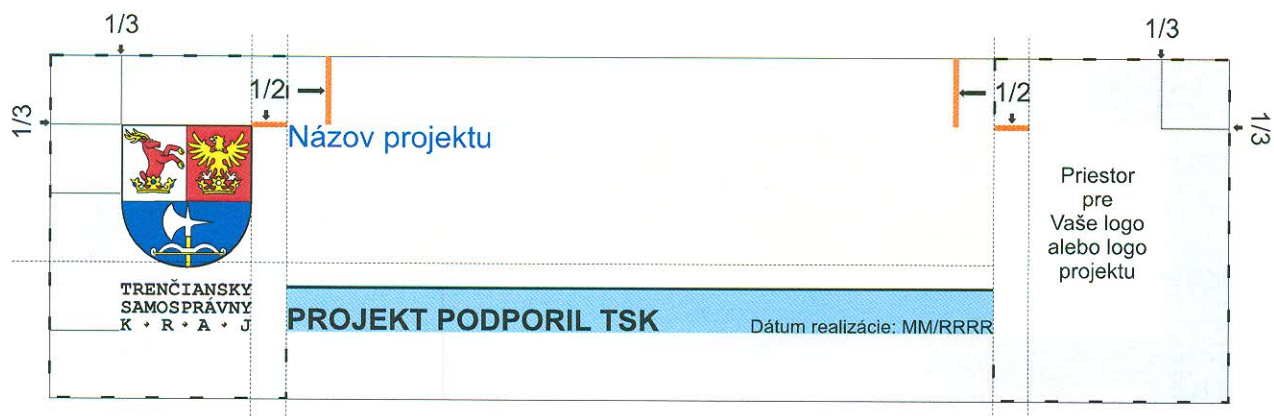 1/3
1/3
1/2
1/2
1/3
1/3
Názov projektu
Priestor
pre
Vaše logo
alebo logo
projektu
TRENČIANSKY
SAMOSPRÁVNY
K · R · A · J
PROJEKT PODPORIL TSK
Dátum realizácie: MM/RRRR